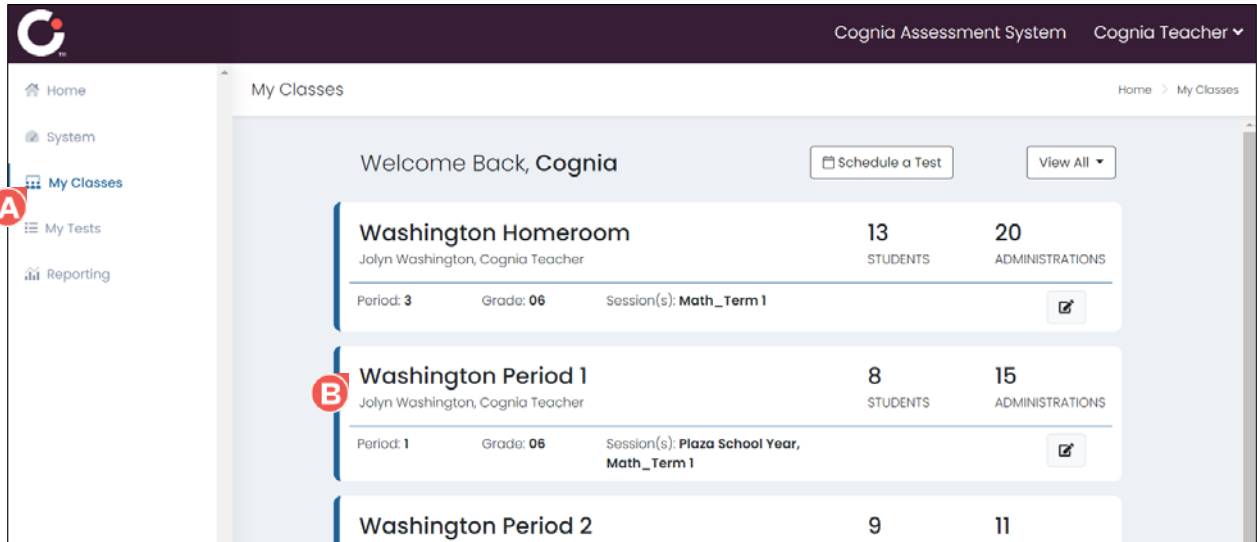 Cognia Assessment System Cognia Teacher
Home
System
My Classes
A
My Tests
Reporting
My Classes
Home > My Classes
Welcome Back, Cognia
Schedule a Test
View All
Washington Homeroom
Jolyn Washington, Cognia Teacher
13
STUDENTS
20
ADMINISTRATIONS
Period: 3 Grade: 06 Session(s): Math_Term 1
Washington Period 1
B
Jolyn Washington, Cognia Teacher
8
STUDENTS
15
ADMINISTRATIONS
Period: 1 Grade: 06 Session(s): Plaza School Year,
Math_Term 1
Washington Period 2
9
11